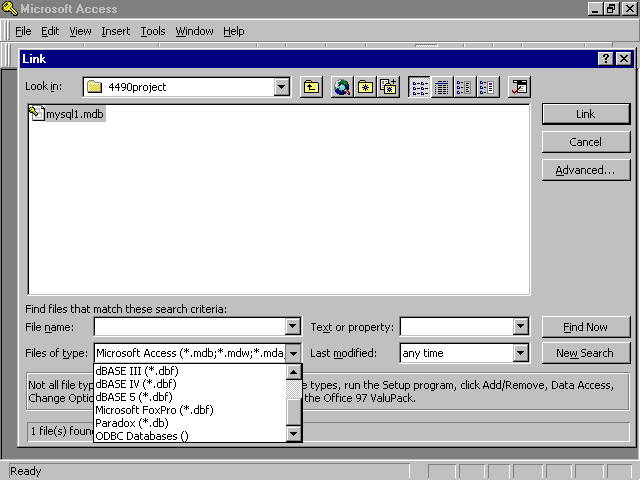 Microsoft Access
File Edit View Insert Tools Window Help
Link
Look in: 4490project
mysql1.mdb
Link
Cancel
Advanced...
Find files that match these search criteria:
File name: Text or property: Find Now
Files of type: Microsoft Access (*.mdb;*.mdw;*.mda Last modified: any time New Search
dBASE III (*.dbf)
dBASE IV (*.dbf)
dBASE 5 (*.dbf)
Microsoft FoxPro (*.dbf)
Paradox (*.db)
ODBC Databases ()
Not all file typ e types, run the Setup program, click Add/Remove, Data Access,
Change Optio the Office 97 ValuPack.
1 file(s) foun
Ready